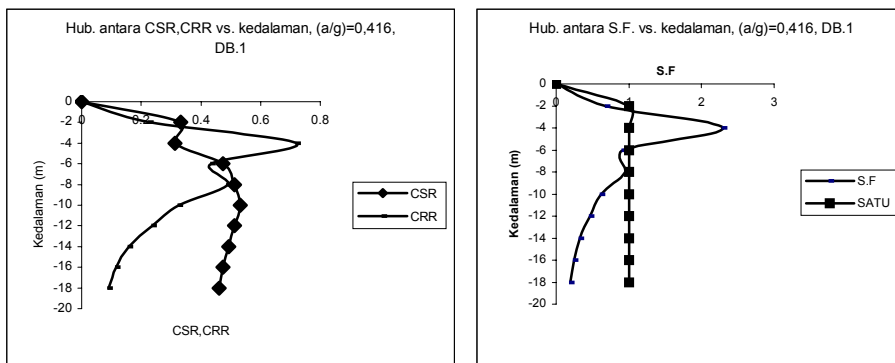 Hub. antara CSR,CRR vs. kedalaman, (a/g)=0,416,
DB.1
0
0.2
0.4
0.6
0.8
0
-2
-4
-6
-8
-10
-12
-14
-16
-18
-20
Kedalaman (m)
CSR,CRR
CSR
CRR
Hub. antara S.F. vs. kedalaman, (a/g)=0,416, DB.1
S.F
0
1
2
3
0
-2
-4
-6
-8
-10
-12
-14
-16
-18
-20
Kedalaman (m)
S.F
SATU